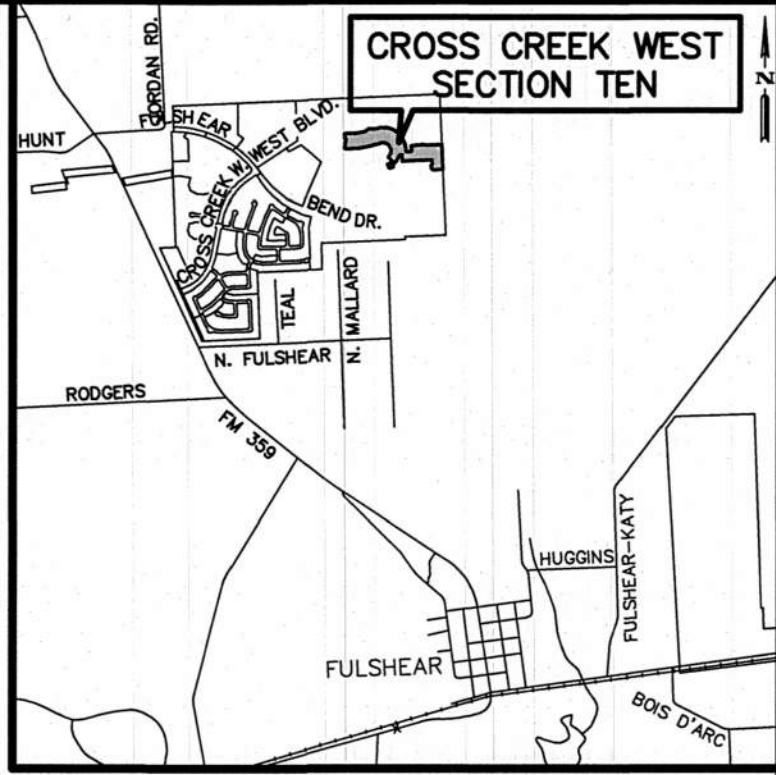 CROSS CREEK WEST
SECTION TEN
N
JORDAN RD.
FULSHEAR
HUNT
CROSS CREEK W. WEST BLVD.
BEND DR.
TEAL
N. MALLARD
N. FULSHEAR
RODGERS
FM 359
HUGGINS
FULSHEAR-KATY
FULSHEAR
BOIS D'ARC